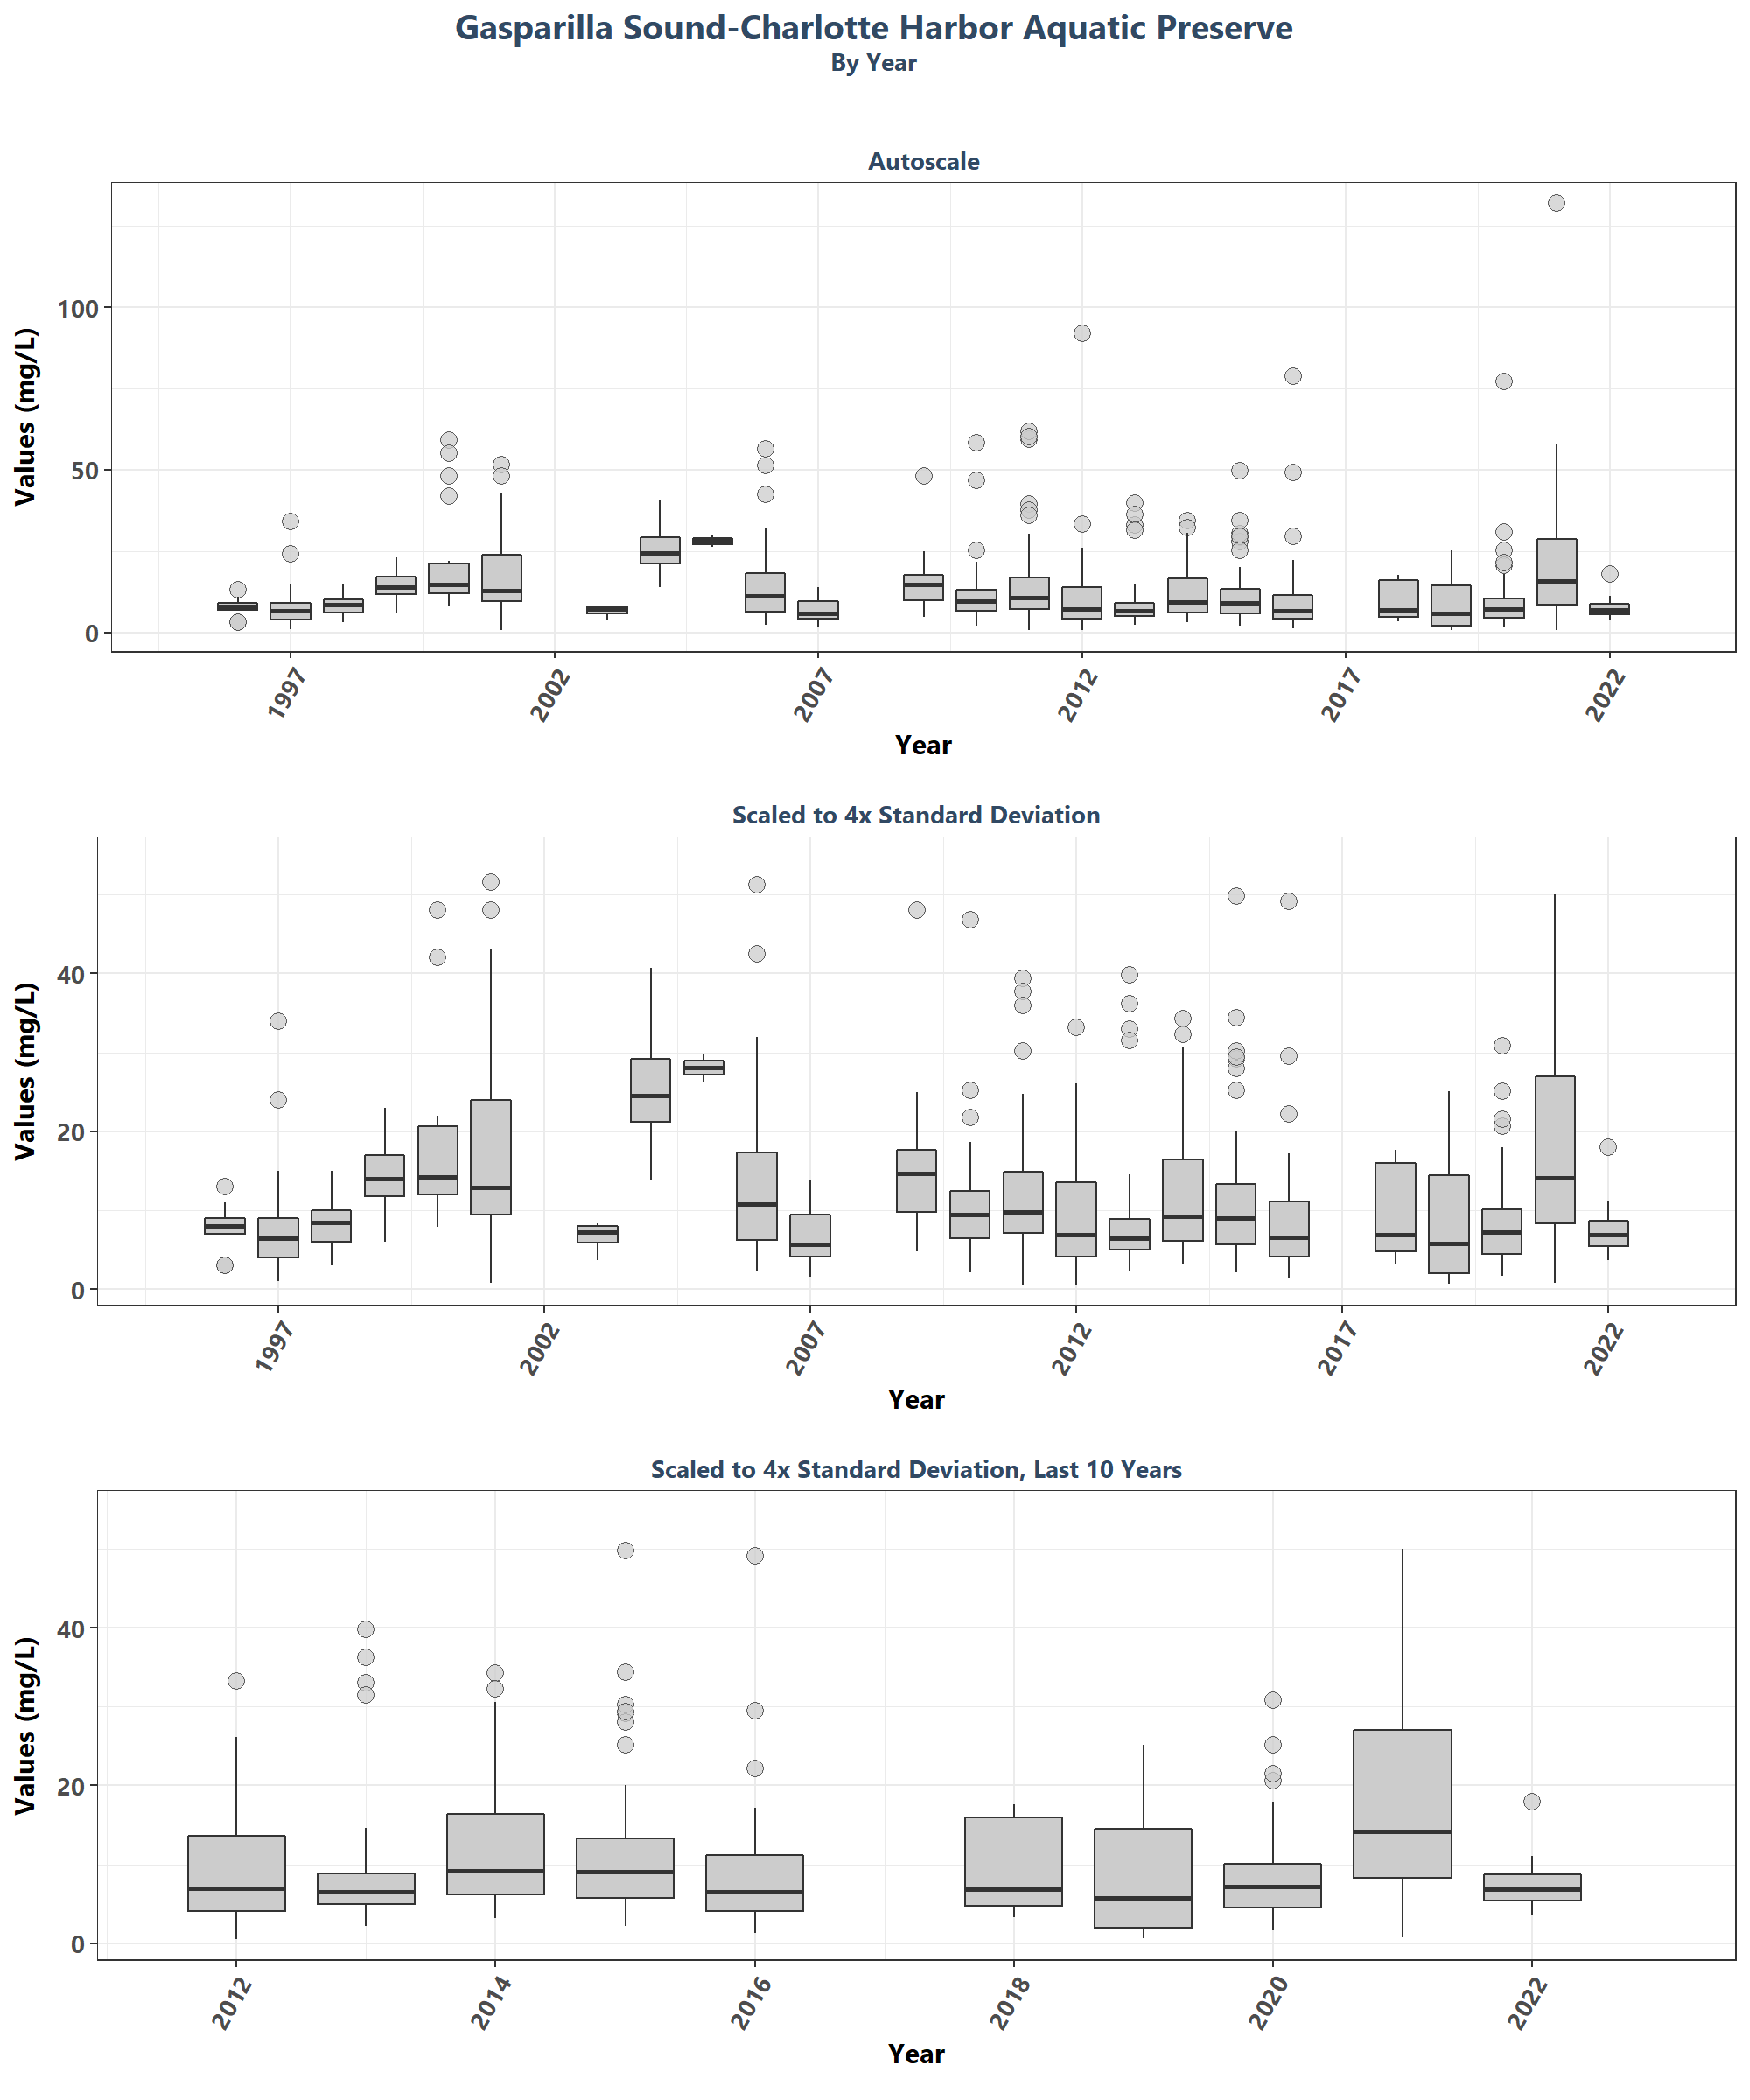 Gasparilla Sound-Charlotte Harbor Aquatic Preserve
By Year
Autoscale
Values (mg/L)
100
50
0
1997
2002
2007
2012
2017
2022
Year
Scaled to 4x Standard Deviation
Values (mg/L)
40
20
0
1997
2002
2007
2012
2017
2022
Year
Scaled to 4x Standard Deviation, Last 10 Years
Values (mg/L)
40
20
0
2012
2014
2016
2018
2020
2022
Year